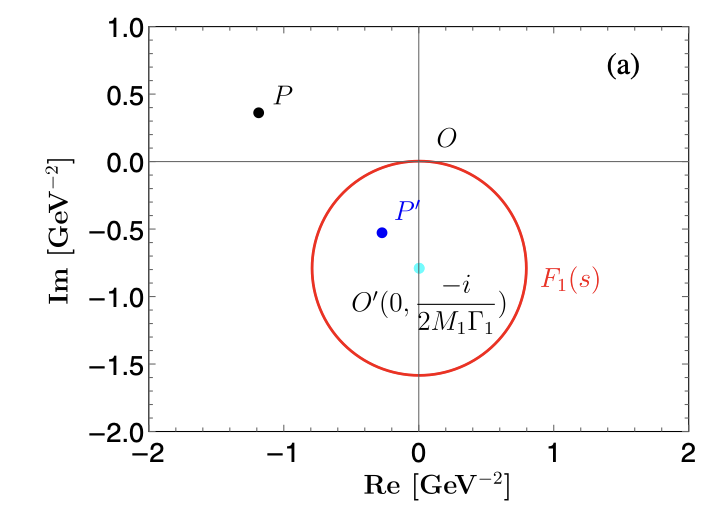 1.0
(a)
P
0.5
O
0.0
P′
−0.5
F₁(s)
O′(0, −i/2M₁Γ₁)
−1.0
−1.5
−2.0
−2 −1 0 1 2
Re [GeV⁻²]
Im [GeV⁻²]